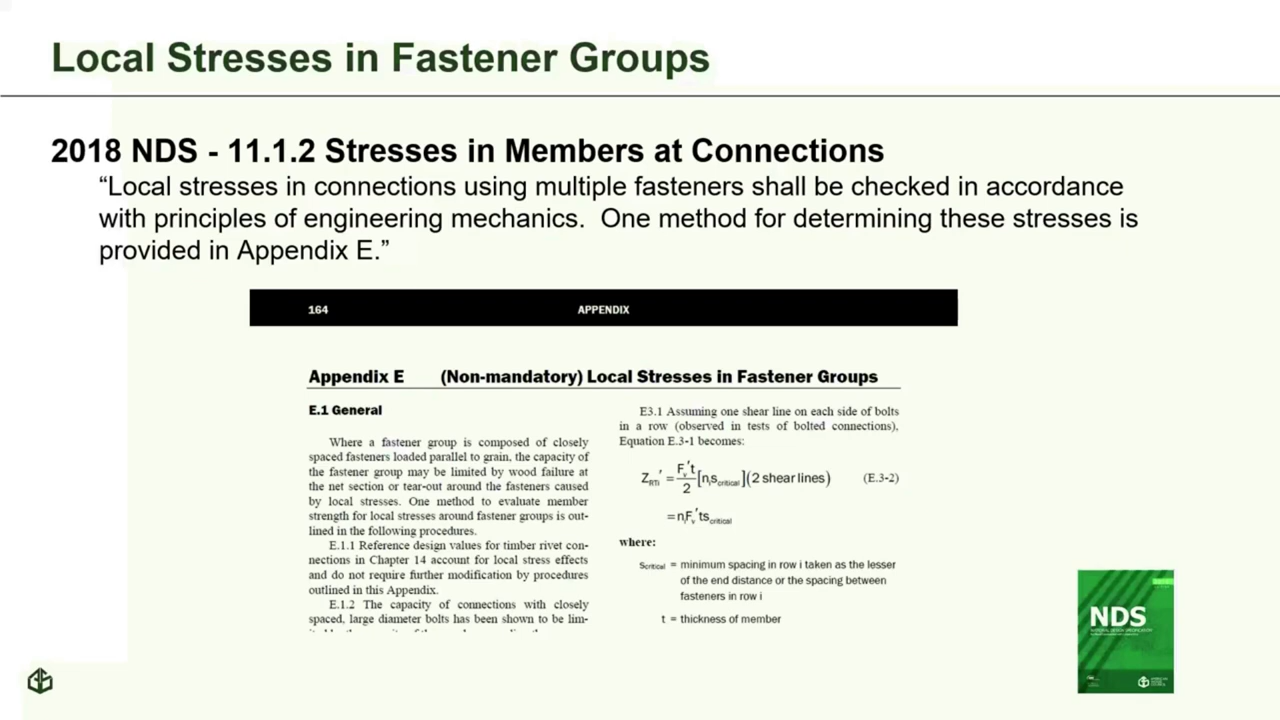 Local Stresses in Fastener Groups
2018 NDS - 11.1.2 Stresses in Members at Connections
“Local stresses in connections using multiple fasteners shall be checked in accordance
with principles of engineering mechanics. One method for determining these stresses is
provided in Appendix E.”
164 APPENDIX
Appendix E (Non-mandatory) Local Stresses in Fastener Groups
E.1 General
Where a fastener group is composed of closely
spaced fasteners loaded parallel to grain, the capacity of
the fastener group may be limited by wood failure at
the net section or tear-out around the fasteners caused
by local stresses. One method to evaluate member
strength for local stresses around fastener groups is out-
lined in the following procedures.
E.1.1 Reference design values for timber rivet con-
nections in Chapter 14 account for local stress effects
and do not require further modification by procedures
outlined in this Appendix.
E.1.2 The capacity of connections with closely
spaced, large diameter bolts has been shown to be lim-
E3.1 Assuming one shear line on each side of bolts
in a row (observed in tests of bolted connections),
Equation E.3-1 becomes:
Z_RTi′ = F_v′t/2 [n_i s_critical](2 shear lines) (E.3-2)
= n_i F_v′ts_critical
where:
s_critical = minimum spacing in row i taken as the lesser
of the end distance or the spacing between
fasteners in row i
t = thickness of member
NDS